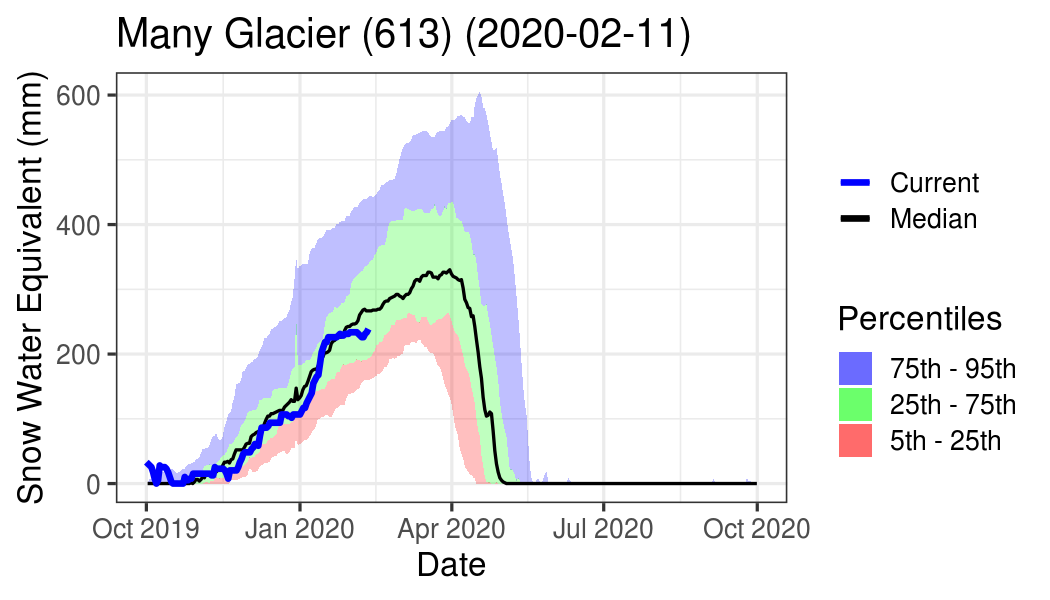 Many Glacier (613) (2020-02-11)
Snow Water Equivalent (mm)
600
400
200
0
Oct 2019
Jan 2020
Apr 2020
Jul 2020
Oct 2020
Date
Current
Median
Percentiles
75th - 95th
25th - 75th
5th - 25th